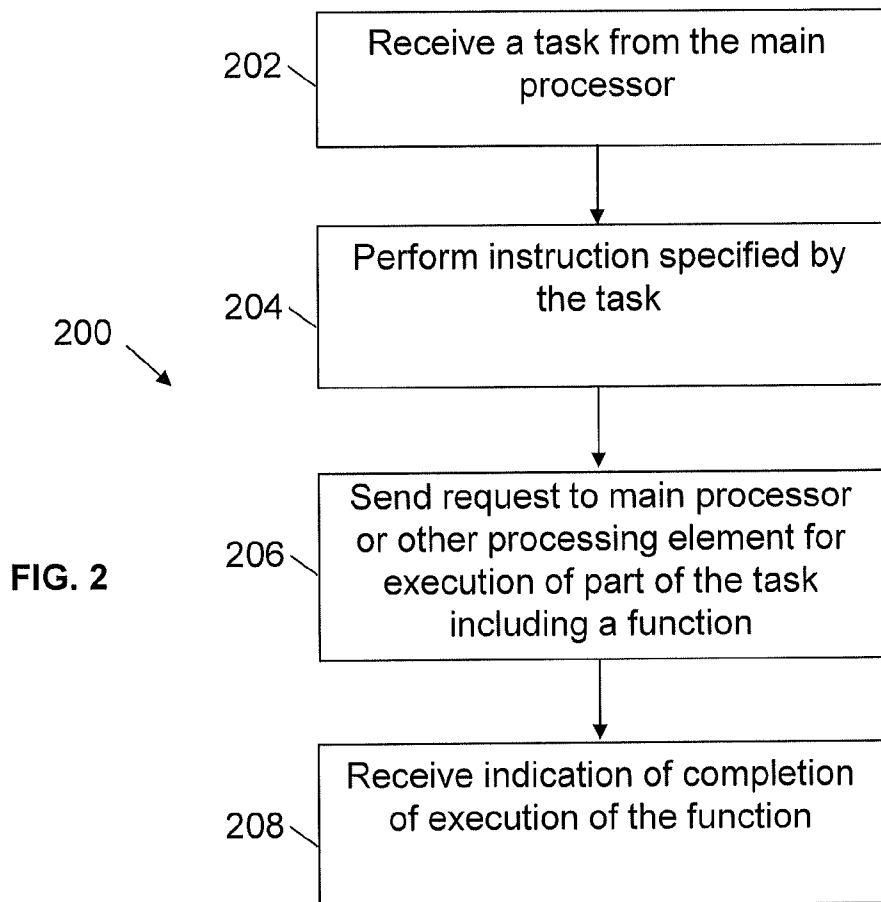 202
Receive a task from the main
processor
204
Perform instruction specified by
the task
200
206
Send request to main processor
or other processing element for
execution of part of the task
including a function
FIG. 2
208
Receive indication of completion
of execution of the function